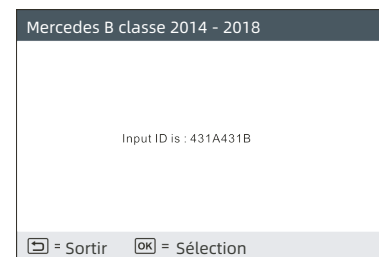 Mercedes B classe 2014 - 2018
Input ID is : 431A431B
= Sortir OK = Sélection